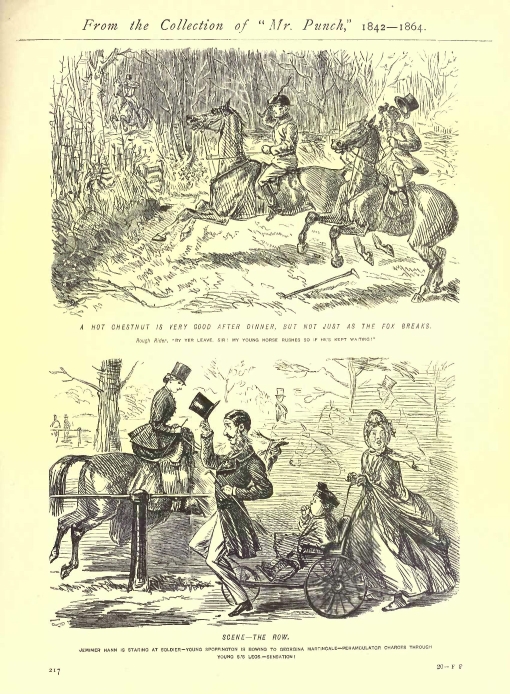 From the Collection of "Mr. Punch," 1842—1864.
A HOT CHESTNUT IS VERY GOOD AFTER DINNER, BUT NOT JUST AS THE FOX BREAKS.
Rough Rider. "BY YER LEAVE, SIR! MY YOUNG HORSE RUSHES SO IF HE'S KEPT WAITING!"
SCENE—THE ROW.
JEMIMER HANN IS STARING AT SOLDIER—YOUNG SPOFFINGTON IS BOWING TO GEORGINA MARTINGALE—PERAMBULATOR CHARGES THROUGH
YOUNG S'S LEGS.—SENSATION!
217
20—F F